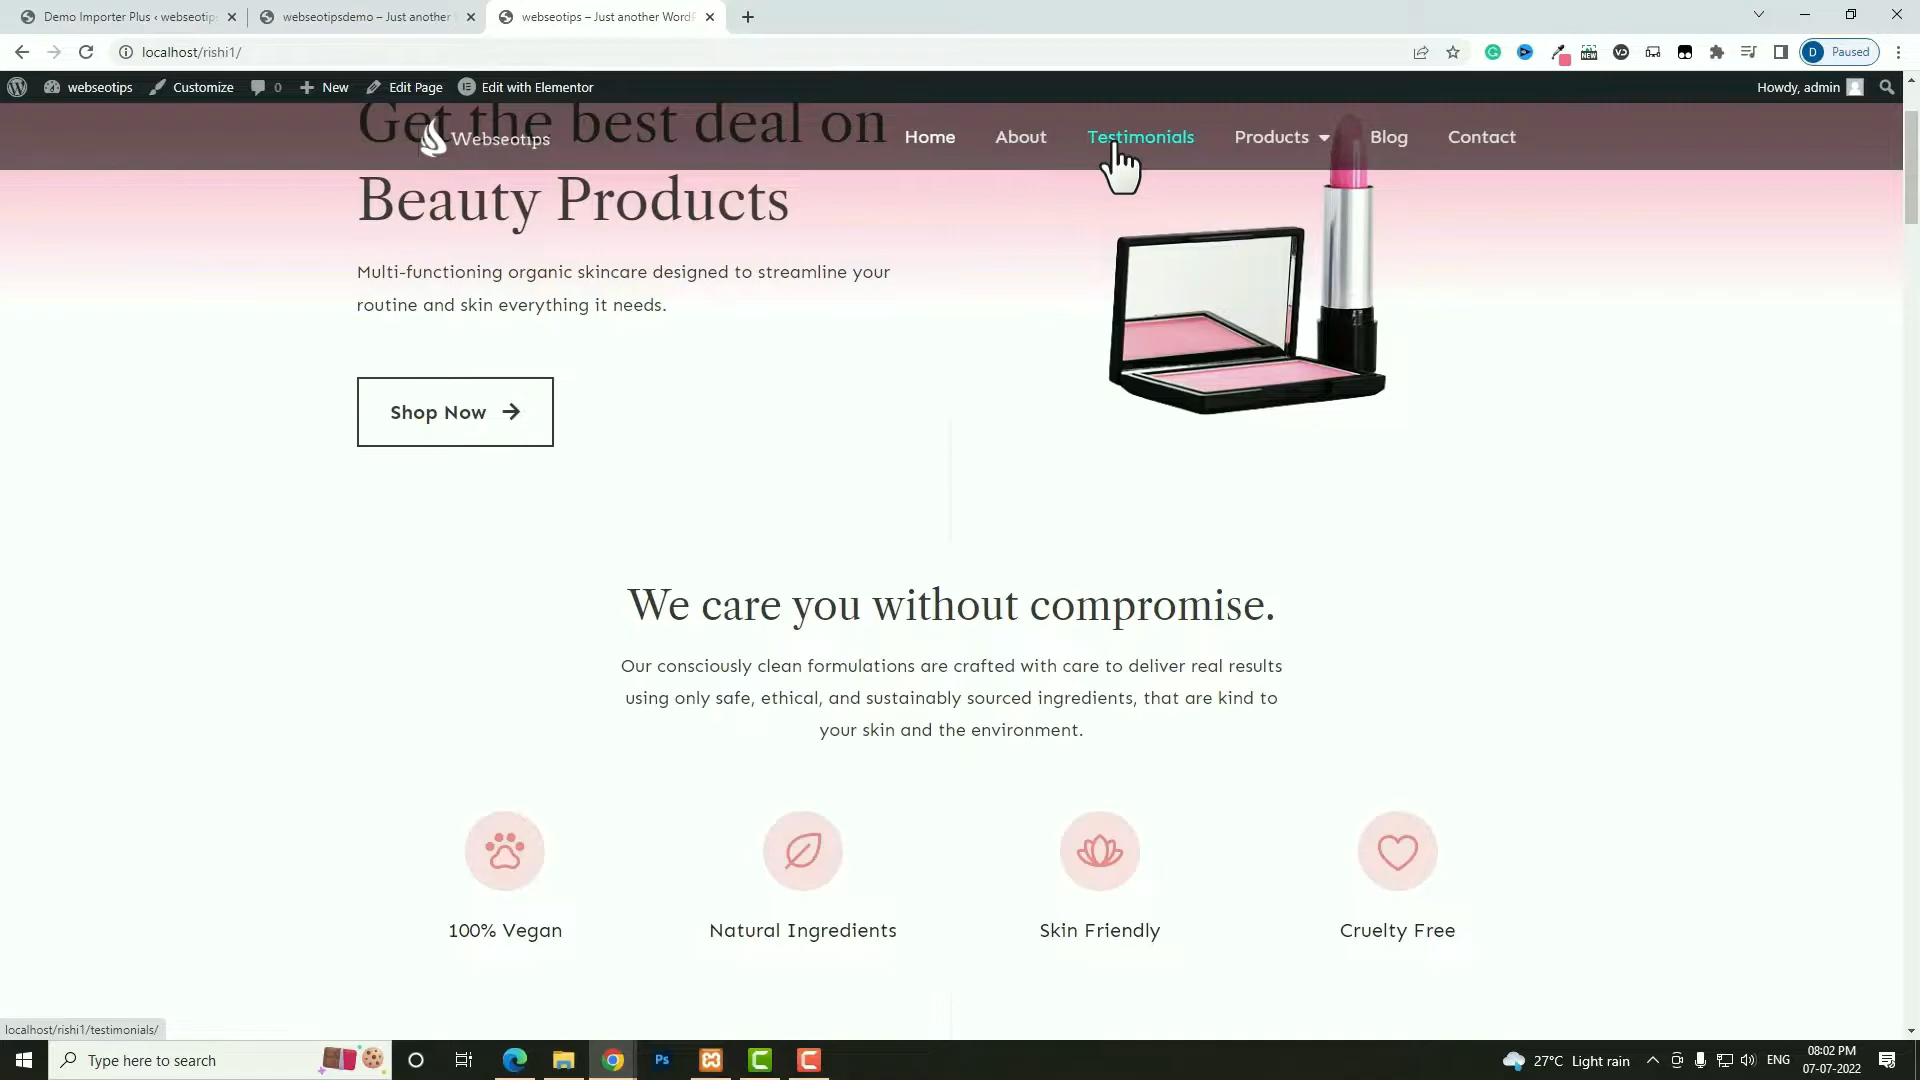 Demo Importer Plus ‹ webseotip
webseotipsdemo – Just another
webseotips – Just another WordP
localhost/rishi1/
Paused
D
webseotips
Customize
0
New
Edit Page
Edit with Elementor
Howdy, admin
Get the best deal on
Beauty Products
Webseotips
Home
About
Testimonials
Products
Blog
Contact
Multi-functioning organic skincare designed to streamline your
routine and skin everything it needs.
Shop Now
We care you without compromise.
Our consciously clean formulations are crafted with care to deliver real results
using only safe, ethical, and sustainably sourced ingredients, that are kind to
your skin and the environment.
100% Vegan
Natural Ingredients
Skin Friendly
Cruelty Free
localhost/rishi1/testimonials/
Type here to search
Ps
27°C Light rain
ENG
08:02 PM
07-07-2022